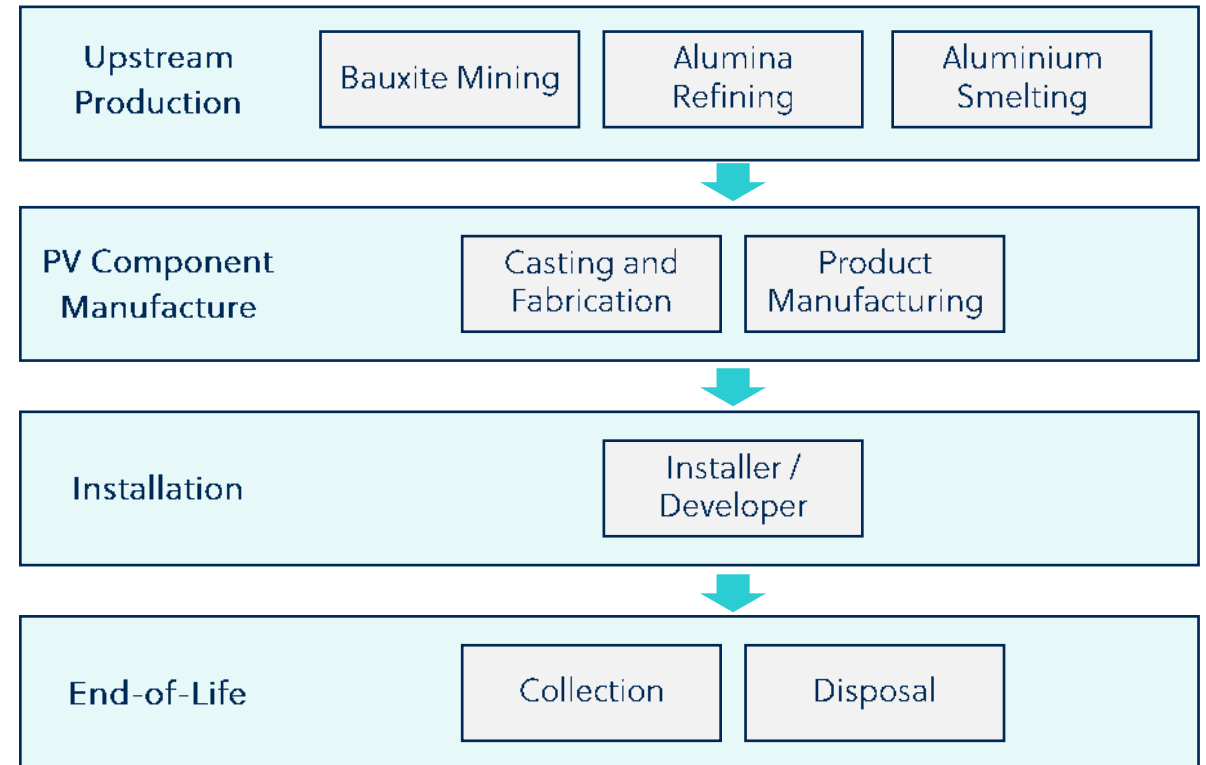 Upstream
Production
Bauxite Mining
Alumina
Refining
Aluminium
Smelting
PV Component
Manufacture
Casting and
Fabrication
Product
Manufacturing
Installation
Installer /
Developer
End-of-Life
Collection
Disposal